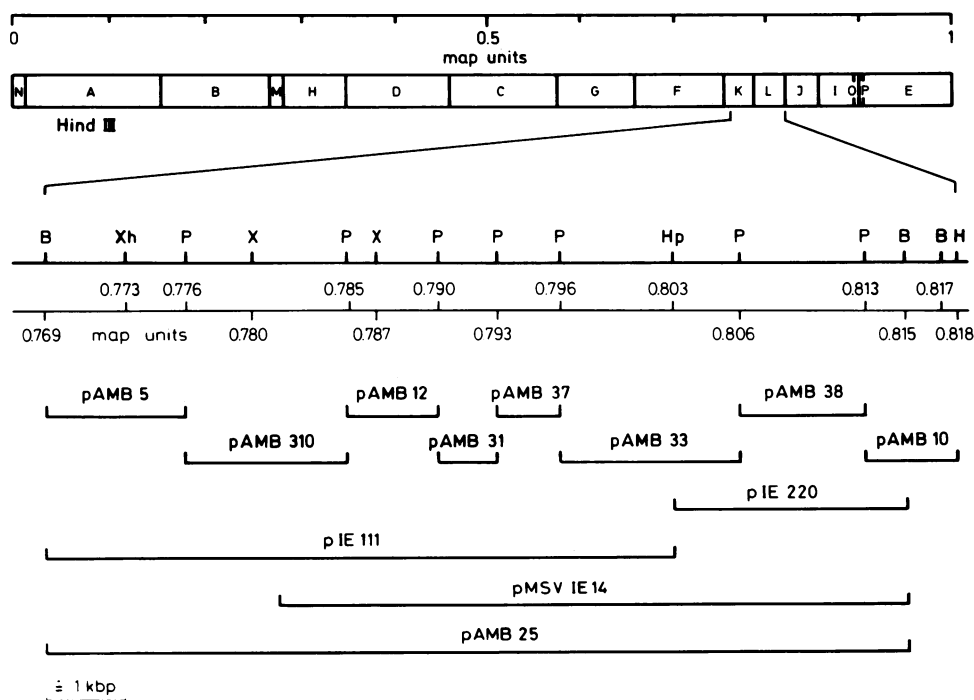 0 0.5 1
map units
N A B M H D C G F K L J I O P E
Hind III
B Xh P X P X P P P Hp P P B B H
0.773 0.776 0.785 0.790 0.796 0.803 0.813 0.817
0.769 map units 0.780 0.787 0.793 0.806 0.815 0.818
pAMB 5 pAMB 12 pAMB 37 pAMB 38
pAMB 310 pAMB 31 pAMB 33 pAMB 10
pIE 220
pIE 111
pMSV IE14
pAMB 25
≙ 1 kbp